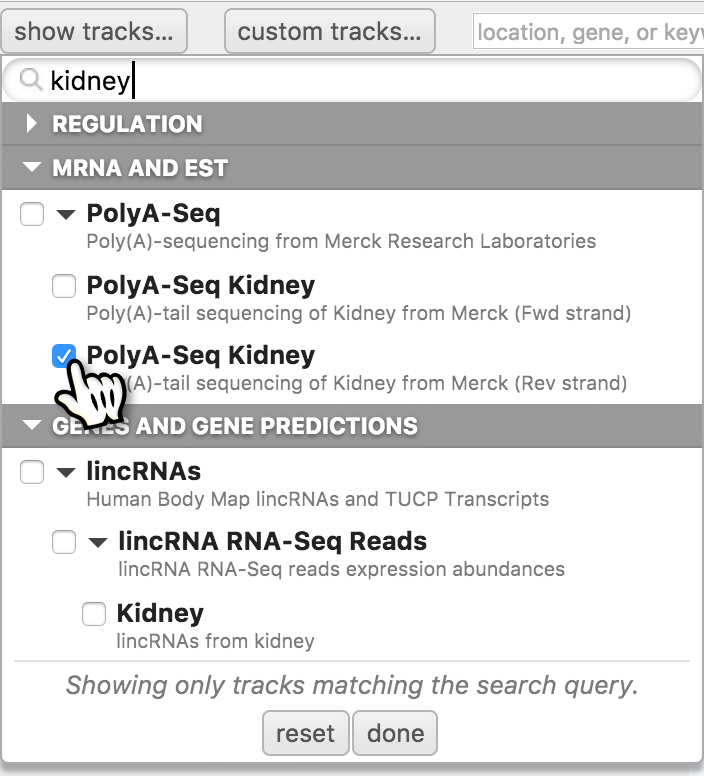 show tracks... custom tracks... location, gene, or keyw
kidney
REGULATION
MRNA AND EST
PolyA-Seq
Poly(A)-sequencing from Merck Research Laboratories
PolyA-Seq Kidney
Poly(A)-tail sequencing of Kidney from Merck (Fwd strand)
PolyA-Seq Kidney
(A)-tail sequencing of Kidney from Merck (Rev strand)
GENES AND GENE PREDICTIONS
lincRNAs
Human Body Map lincRNAs and TUCP Transcripts
lincRNA RNA-Seq Reads
lincRNA RNA-Seq reads expression abundances
Kidney
lincRNAs from kidney
Showing only tracks matching the search query.
reset done